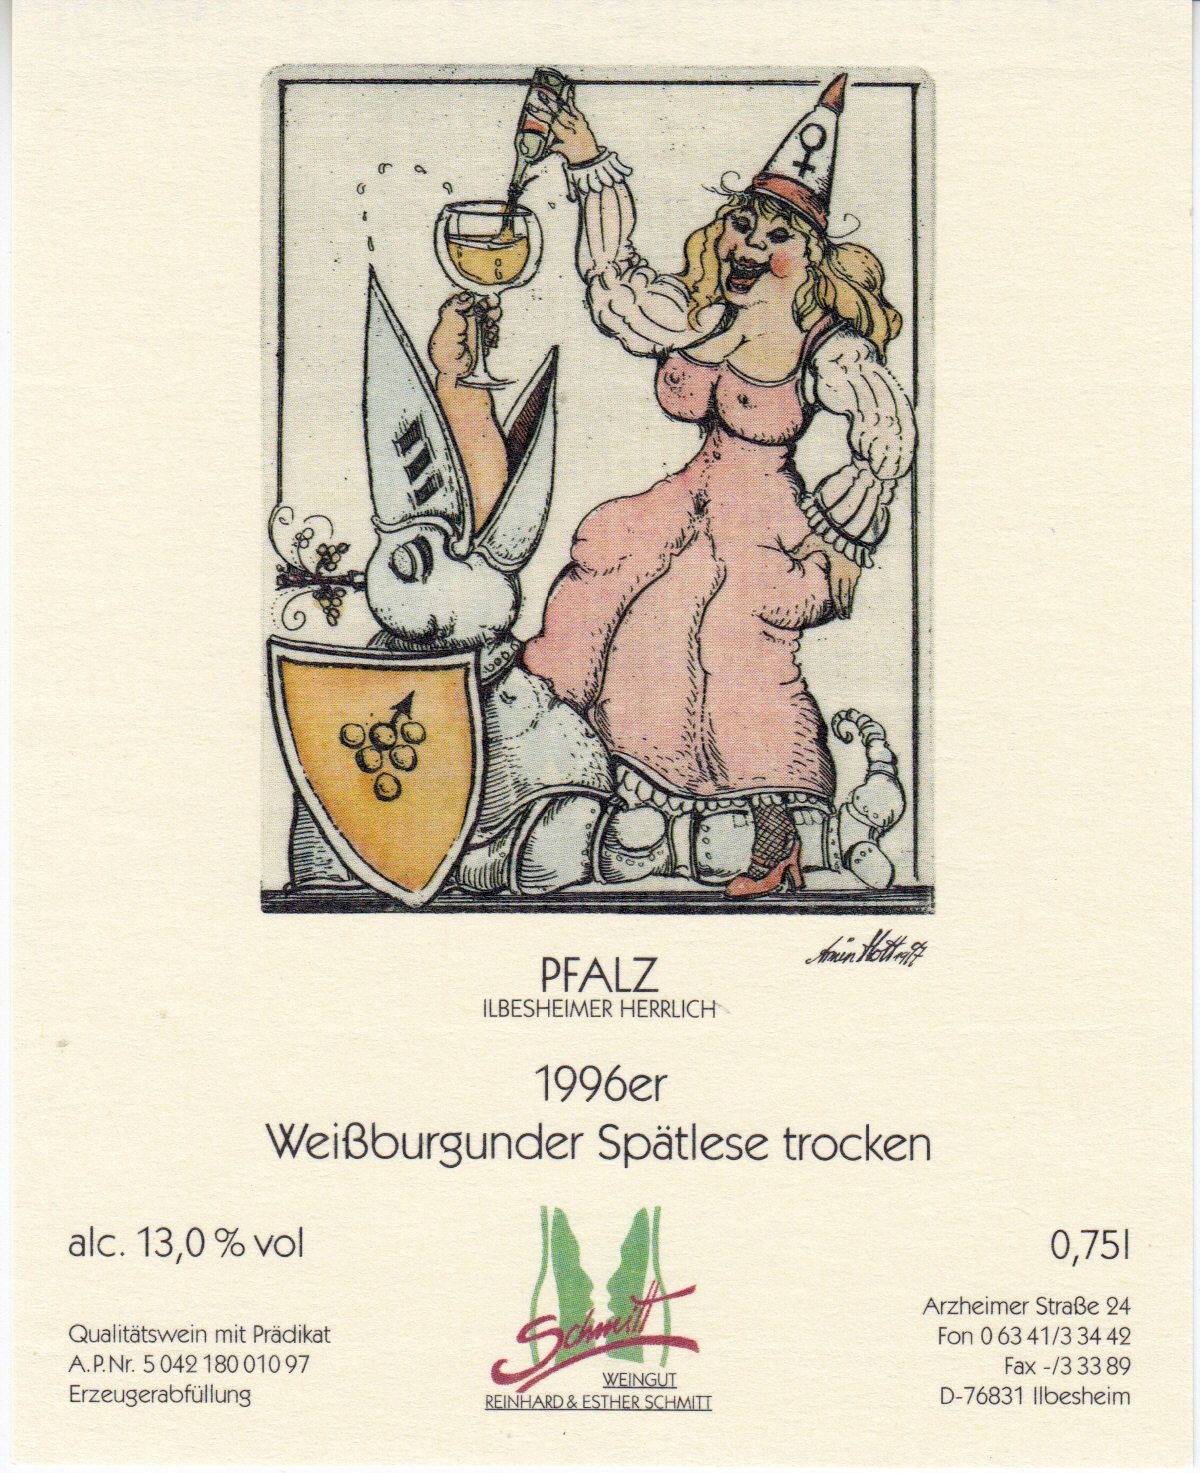 PFALZ
ILBESHEIMER HERRLICH
1996er
Weißburgunder Spätlese trocken
alc. 13,0 % vol
0,75l
Schmitt
WEINGUT
REINHARD & ESTHER SCHMITT
Qualitätswein mit Prädikat
A.P.Nr. 5 042 180 010 97
Erzeugerabfüllung
Arzheimer Straße 24
Fon 0 63 41/3 34 42
Fax -/3 33 89
D-76831 Ilbesheim